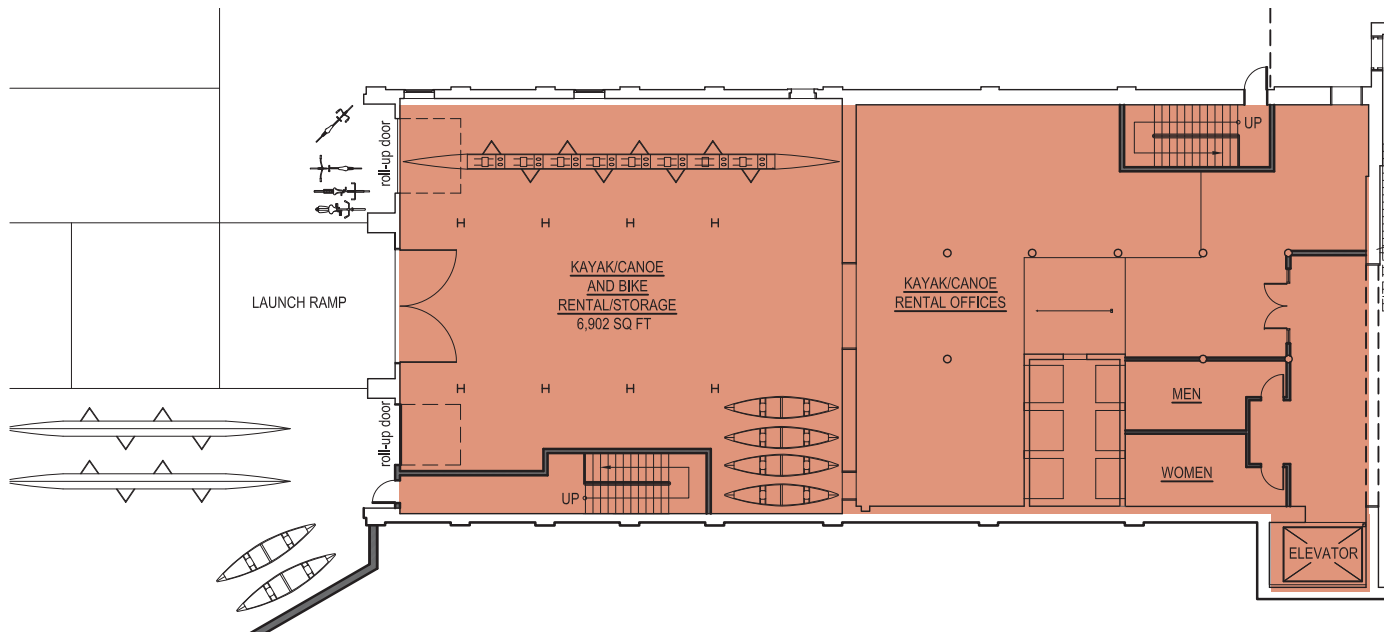 UP
roll-up door
KAYAK/CANOE
AND BIKE
RENTAL/STORAGE
6,902 SQ FT
KAYAK/CANOE
RENTAL OFFICES
LAUNCH RAMP
MEN
roll-up door
WOMEN
UP
ELEVATOR